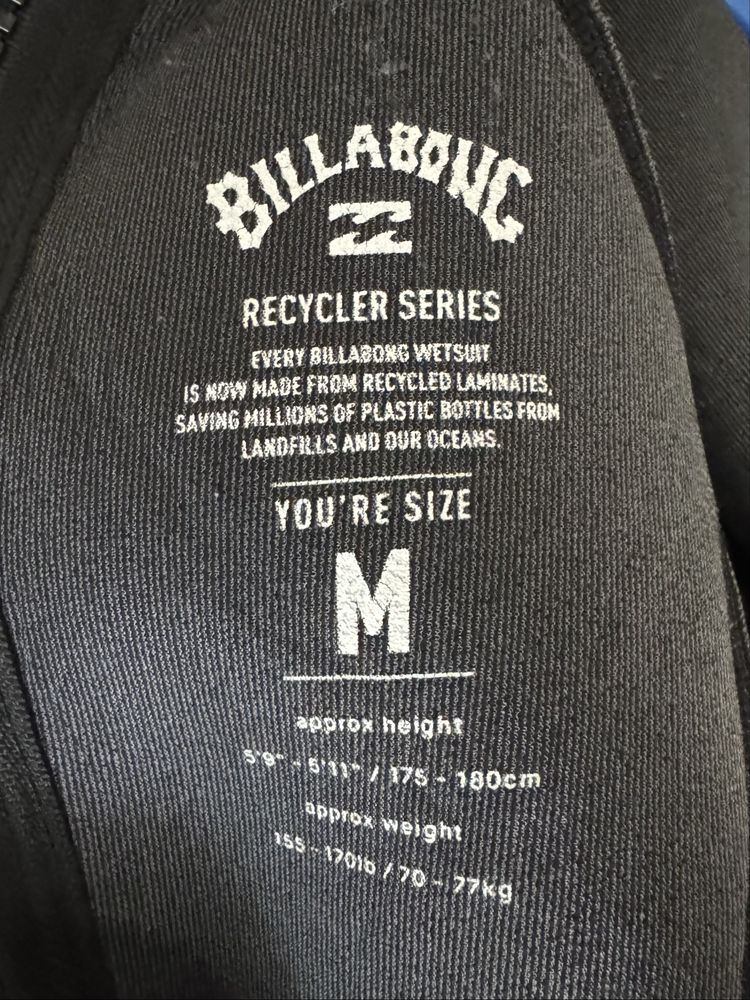 BILLABONG
RECYCLER SERIES
EVERY BILLABONG WETSUIT
IS NOW MADE FROM RECYCLED LAMINATES,
SAVING MILLIONS OF PLASTIC BOTTLES FROM
LANDFILLS AND OUR OCEANS.
YOU'RE SIZE
M
approx height
5'9" - 5'11" / 175 - 180cm
approx weight
155 - 170lb / 70 - 77kg